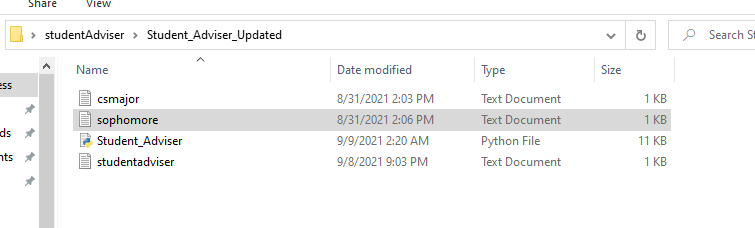 Share View
studentAdviser > Student_Adviser_Updated Search St
ess Name Date modified Type Size
csmajor 8/31/2021 2:03 PM Text Document 1 KB
sophomore 8/31/2021 2:06 PM Text Document 1 KB
ds Student_Adviser 9/9/2021 2:20 AM Python File 11 KB
nts studentadviser 9/8/2021 9:03 PM Text Document 1 KB